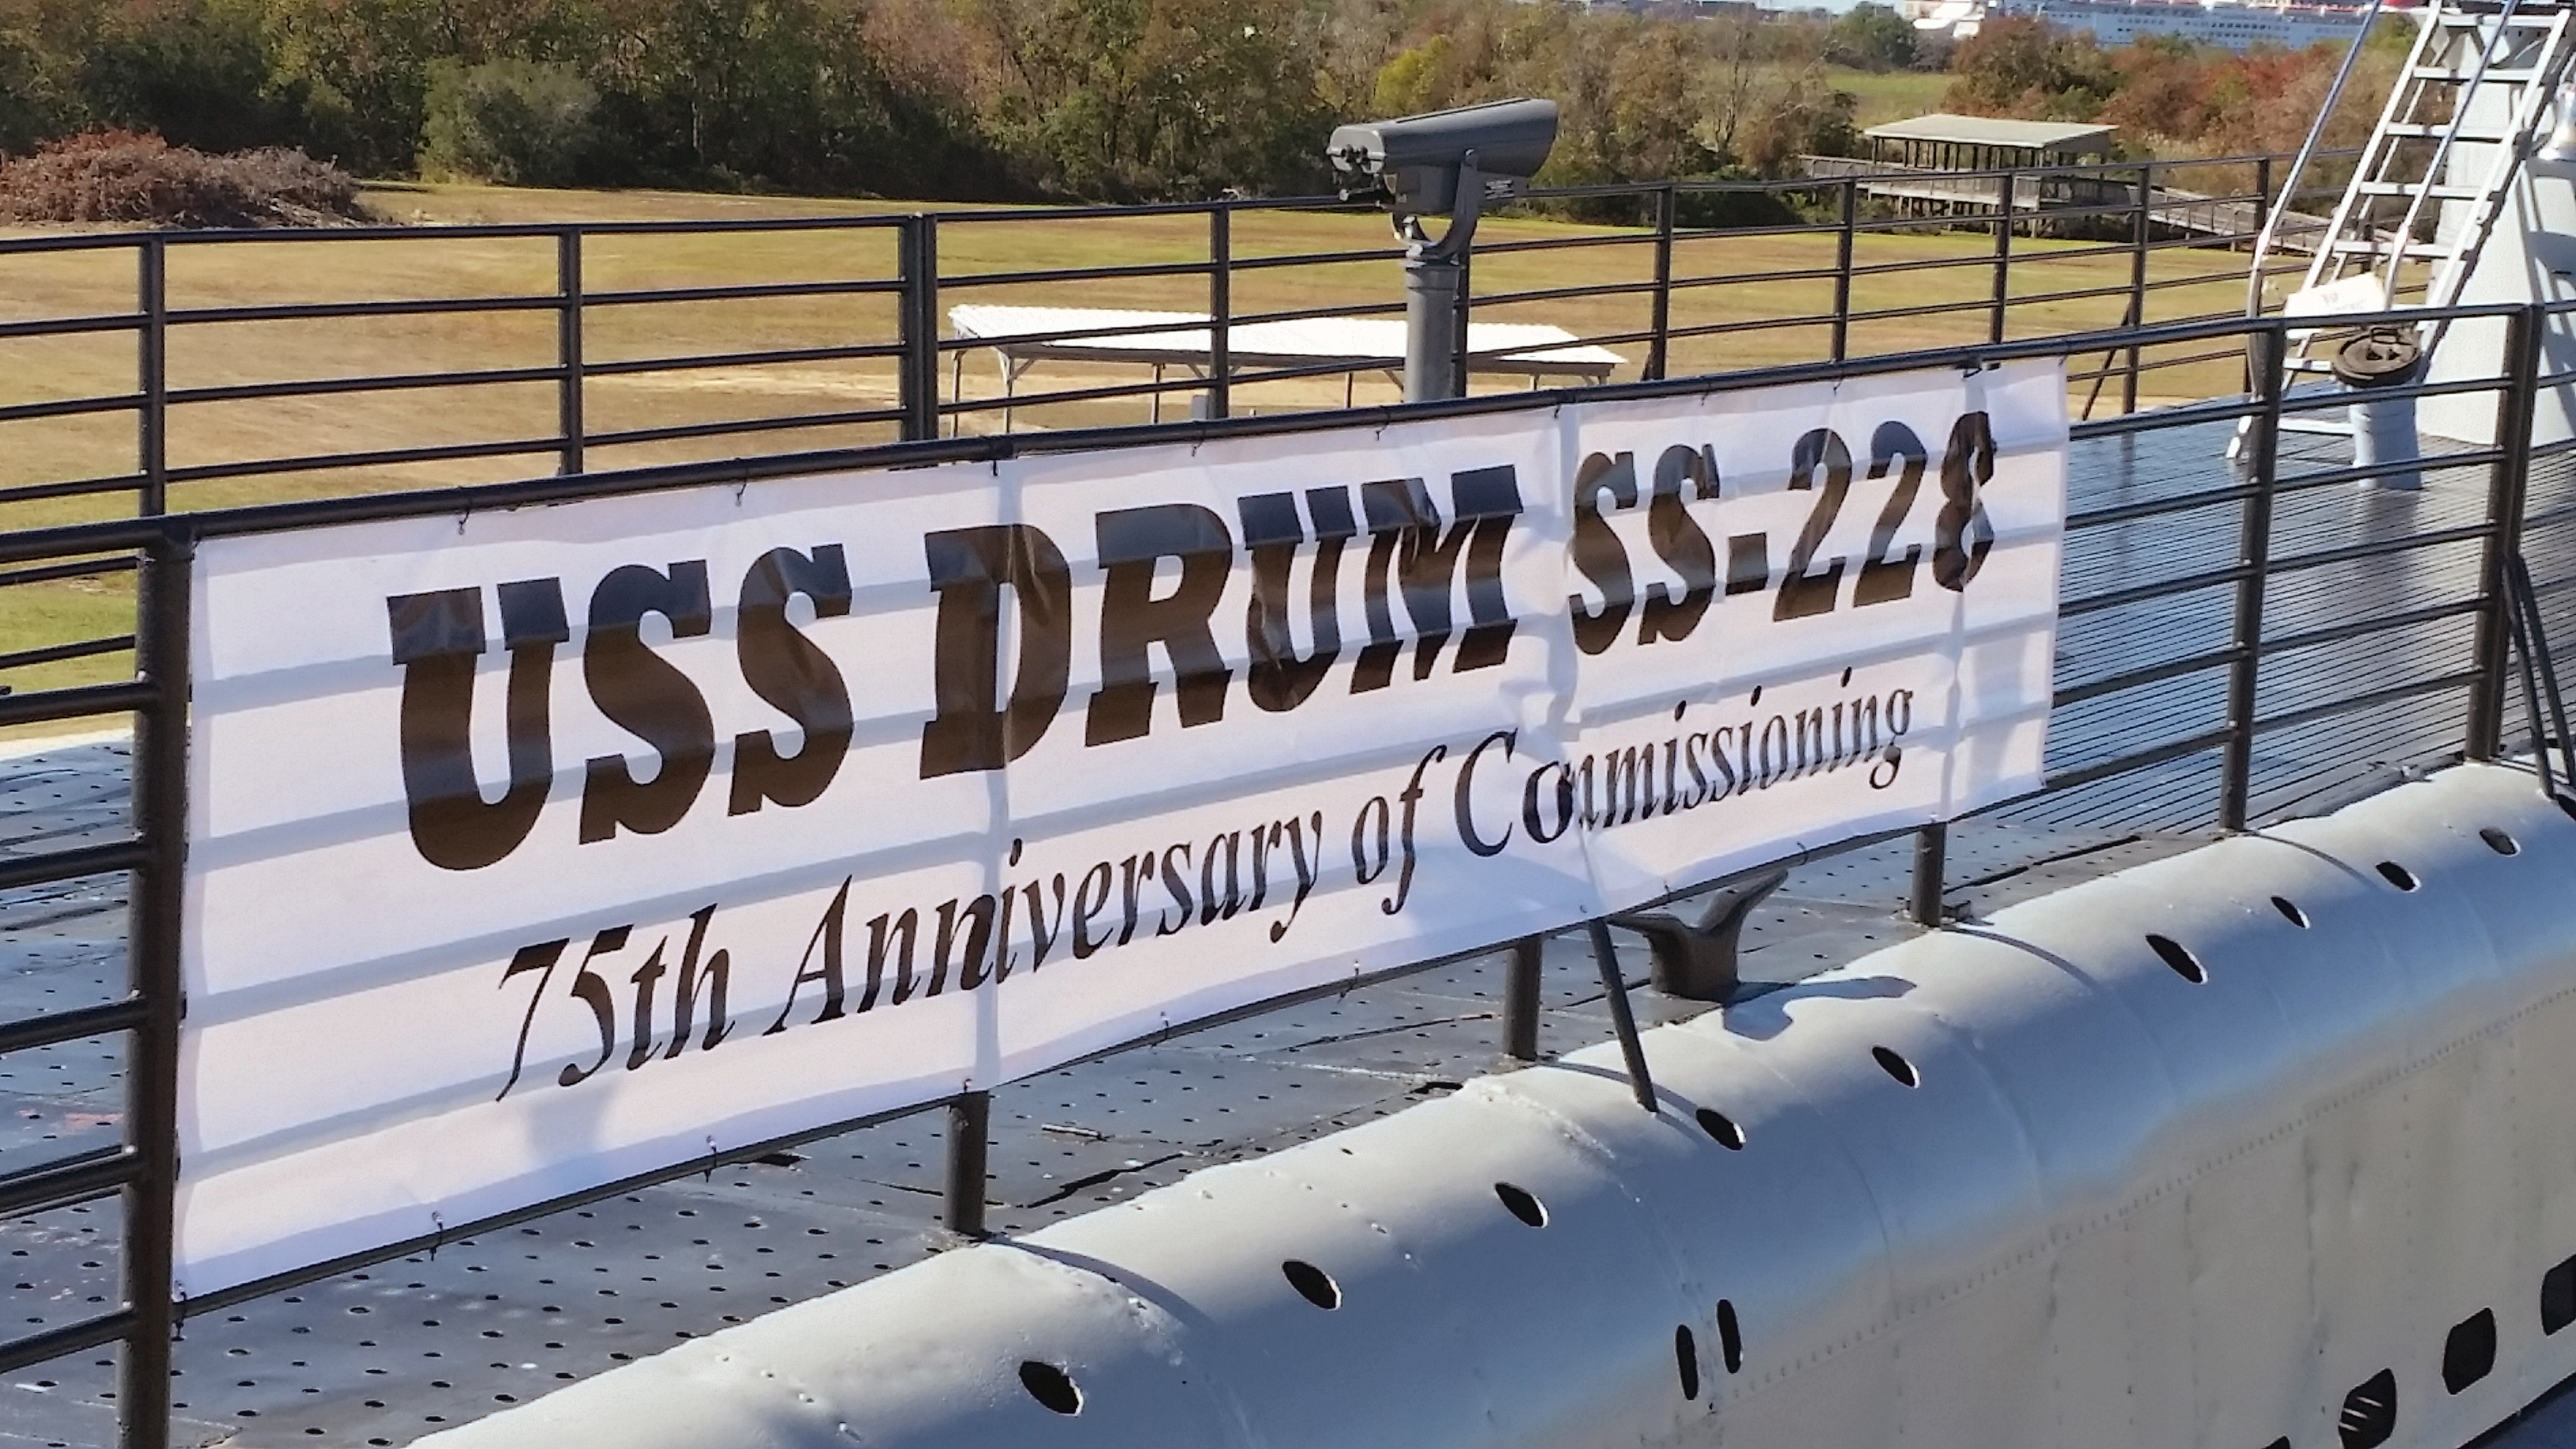 USS DRUM SS-228
75th Anniversary of Commissioning